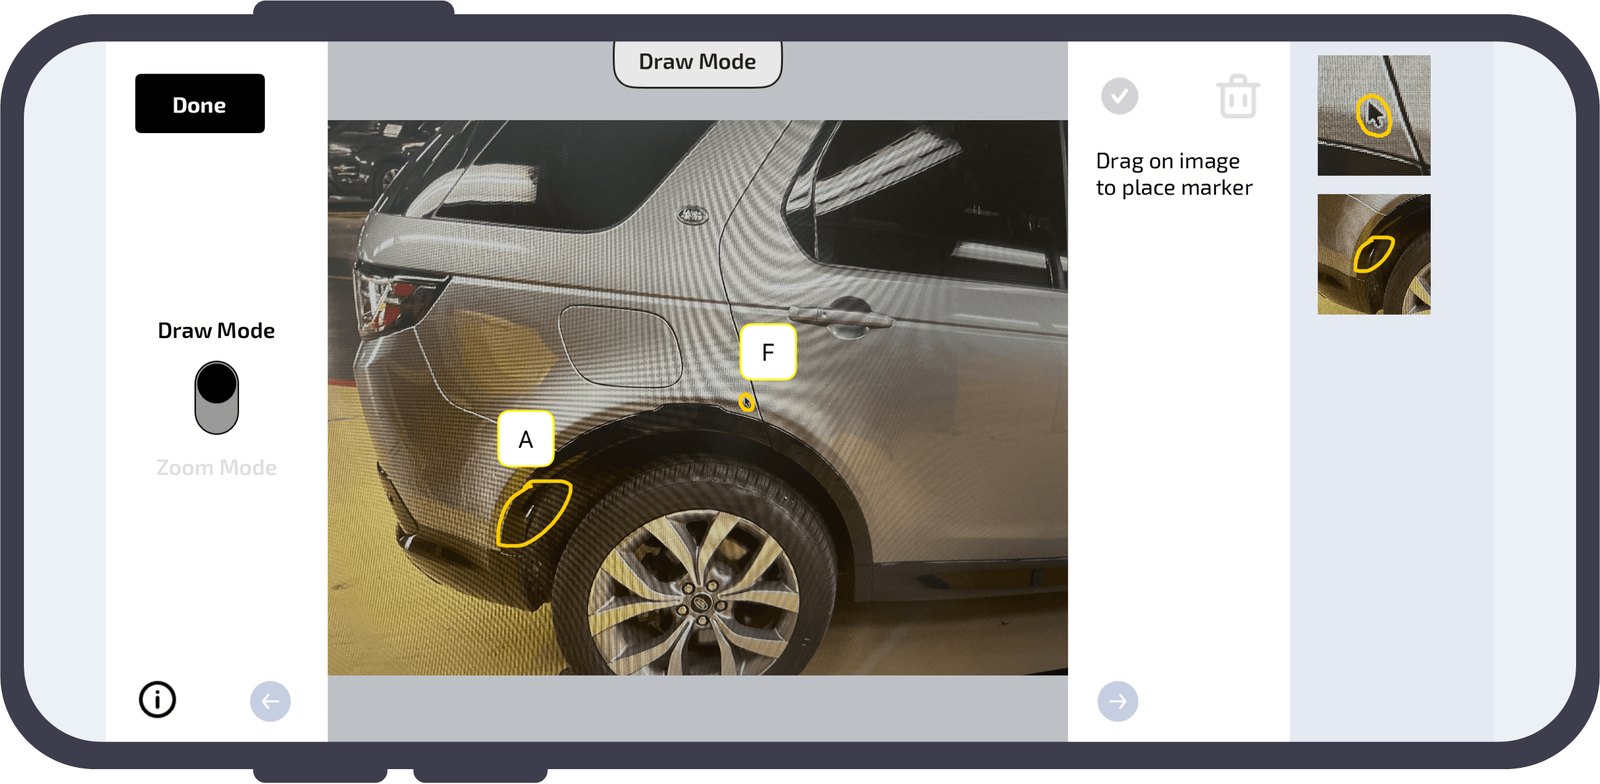 Done
Draw Mode
Draw Mode
Zoom Mode
F
A
Drag on image
to place marker